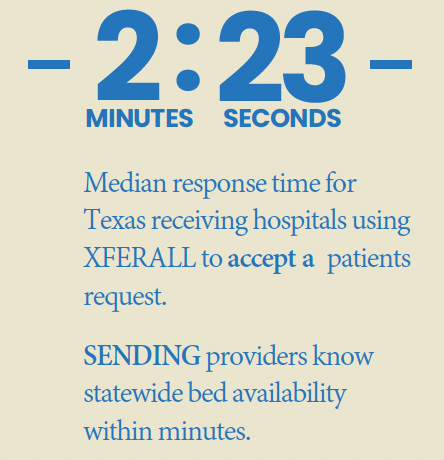 2:23
MINUTES SECONDS
Median response time for
Texas receiving hospitals using
XFERALL to accept a patients
request.
SENDING providers know
statewide bed availability
within minutes.